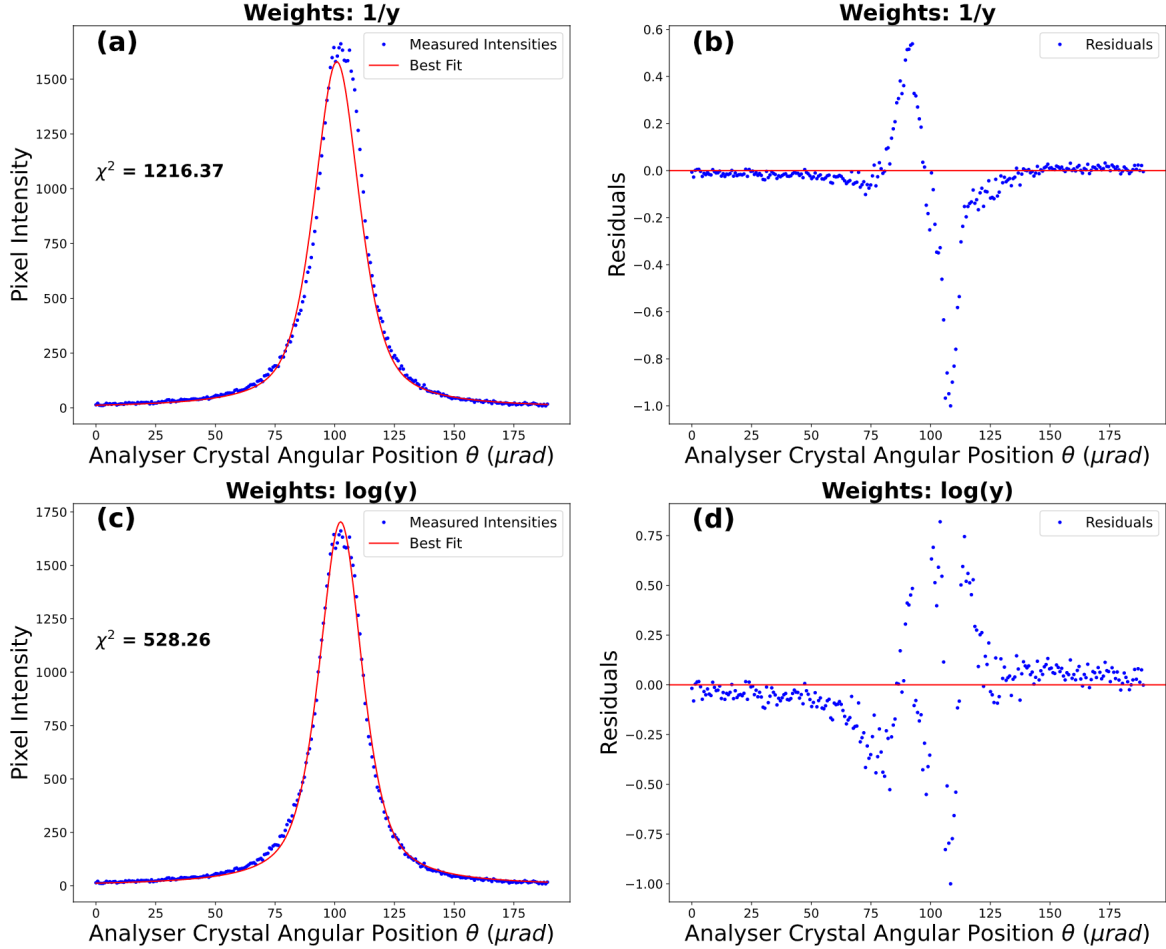 Weights: 1/y
(a)
Measured Intensities
Best Fit
χ² = 1216.37
Pixel Intensity
1500
1250
1000
750
500
250
0
0 25 50 75 100 125 150 175
Analyser Crystal Angular Position θ (μrad)
Weights: 1/y
(b)
Residuals
Residuals
0.6
0.4
0.2
0.0
−0.2
−0.4
−0.6
−0.8
−1.0
0 25 50 75 100 125 150 175
Analyser Crystal Angular Position θ (μrad)
Weights: log(y)
(c)
Measured Intensities
Best Fit
χ² = 528.26
Pixel Intensity
1750
1500
1250
1000
750
500
250
0
0 25 50 75 100 125 150 175
Analyser Crystal Angular Position θ (μrad)
Weights: log(y)
(d)
Residuals
Residuals
0.75
0.50
0.25
0.00
−0.25
−0.50
−0.75
−1.00
0 25 50 75 100 125 150 175
Analyser Crystal Angular Position θ (μrad)